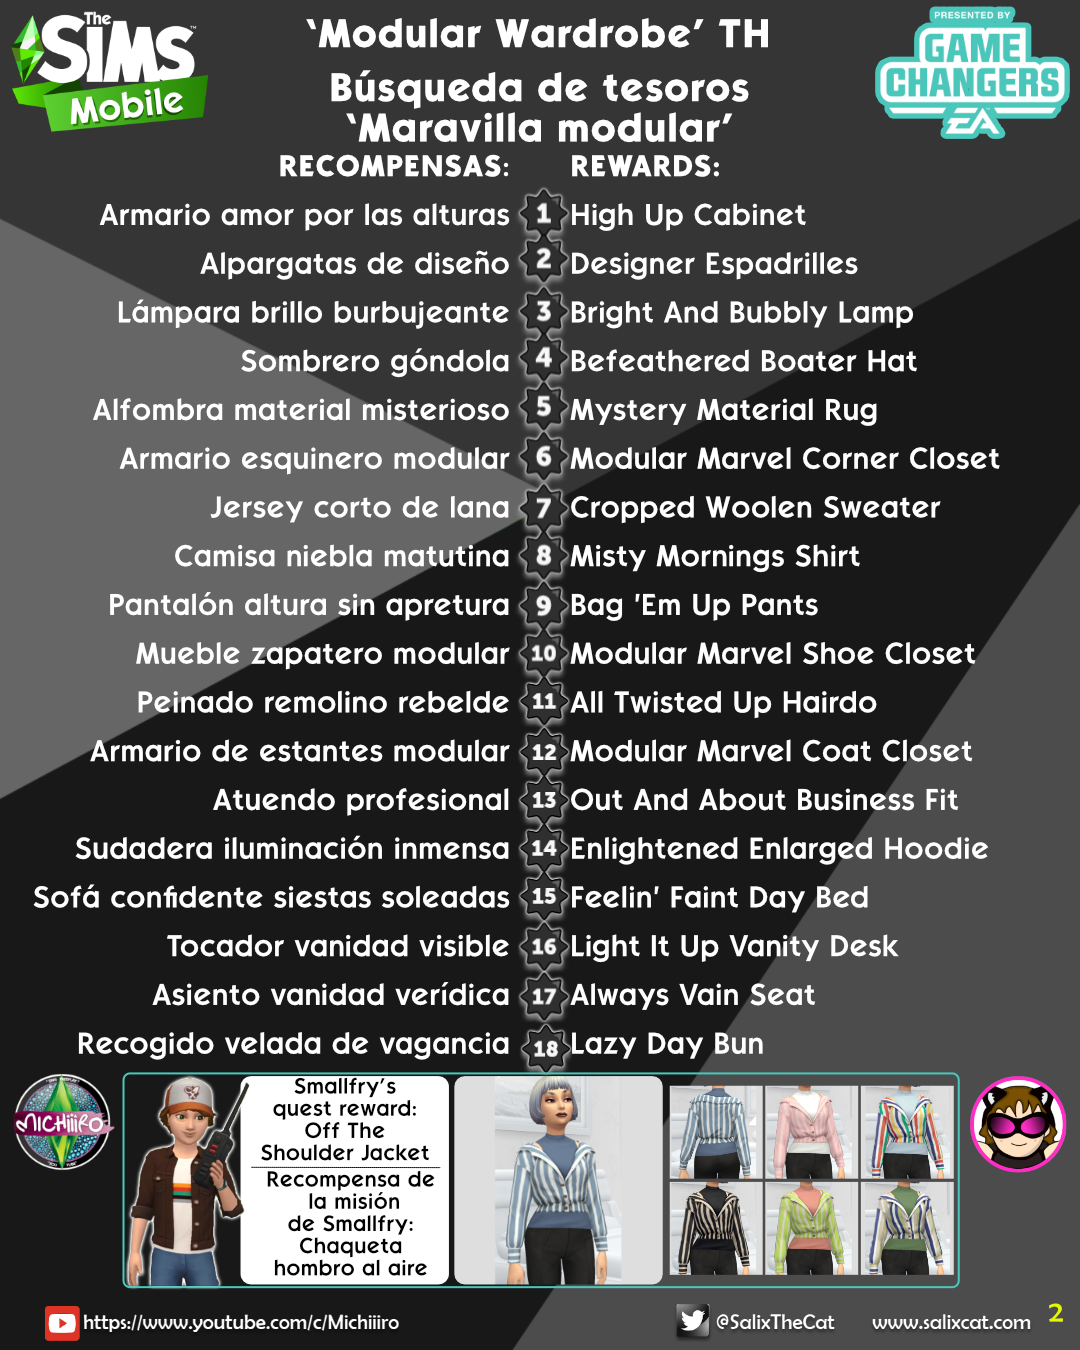 The SiMS™
Mobile
‘Modular Wardrobe’ TH
Búsqueda de tesoros
‘Maravilla modular’
PRESENTED BY
GAME
CHANGERS
EA
RECOMPENSAS: REWARDS:
Armario amor por las alturas 1 High Up Cabinet
Alpargatas de diseño 2 Designer Espadrilles
Lámpara brillo burbujeante 3 Bright And Bubbly Lamp
Sombrero góndola 4 Befeathered Boater Hat
Alfombra material misterioso 5 Mystery Material Rug
Armario esquinero modular 6 Modular Marvel Corner Closet
Jersey corto de lana 7 Cropped Woolen Sweater
Camisa niebla matutina 8 Misty Mornings Shirt
Pantalón altura sin apretura 9 Bag 'Em Up Pants
Mueble zapatero modular 10 Modular Marvel Shoe Closet
Peinado remolino rebelde 11 All Twisted Up Hairdo
Armario de estantes modular 12 Modular Marvel Coat Closet
Atuendo profesional 13 Out And About Business Fit
Sudadera iluminación inmensa 14 Enlightened Enlarged Hoodie
Sofá confidente siestas soleadas 15 Feelin' Faint Day Bed
Tocador vanidad visible 16 Light It Up Vanity Desk
Asiento vanidad verídica 17 Always Vain Seat
Recogido velada de vagancia 18 Lazy Day Bun
MICHIIIRO
Smallfry’s
quest reward:
Off The
Shoulder Jacket
Recompensa de
la misión
de Smallfry:
Chaqueta
hombro al aire
https://www.youtube.com/c/Michiiiro
@SalixTheCat
www.salixcat.com
2